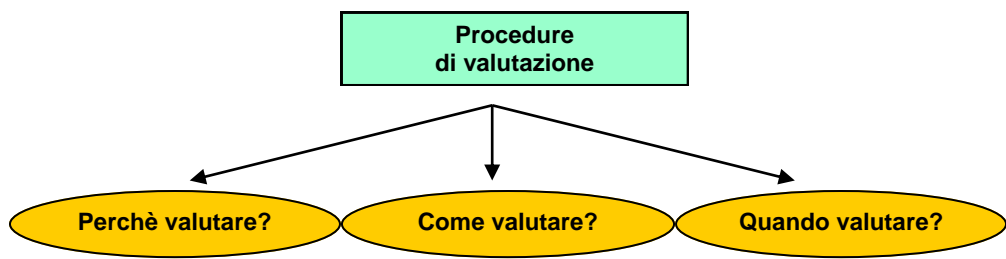 Procedure
di valutazione
Perchè valutare?
Come valutare?
Quando valutare?